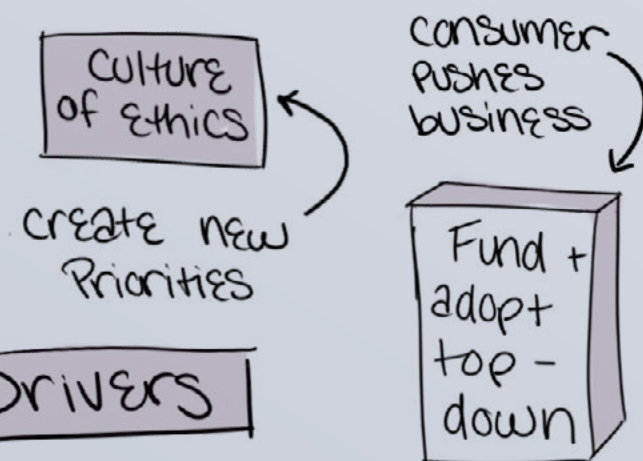 Culture
of Ethics
create new
Priorities
Drivers
consumer
pushes
business
Fund +
adopt
top -
down